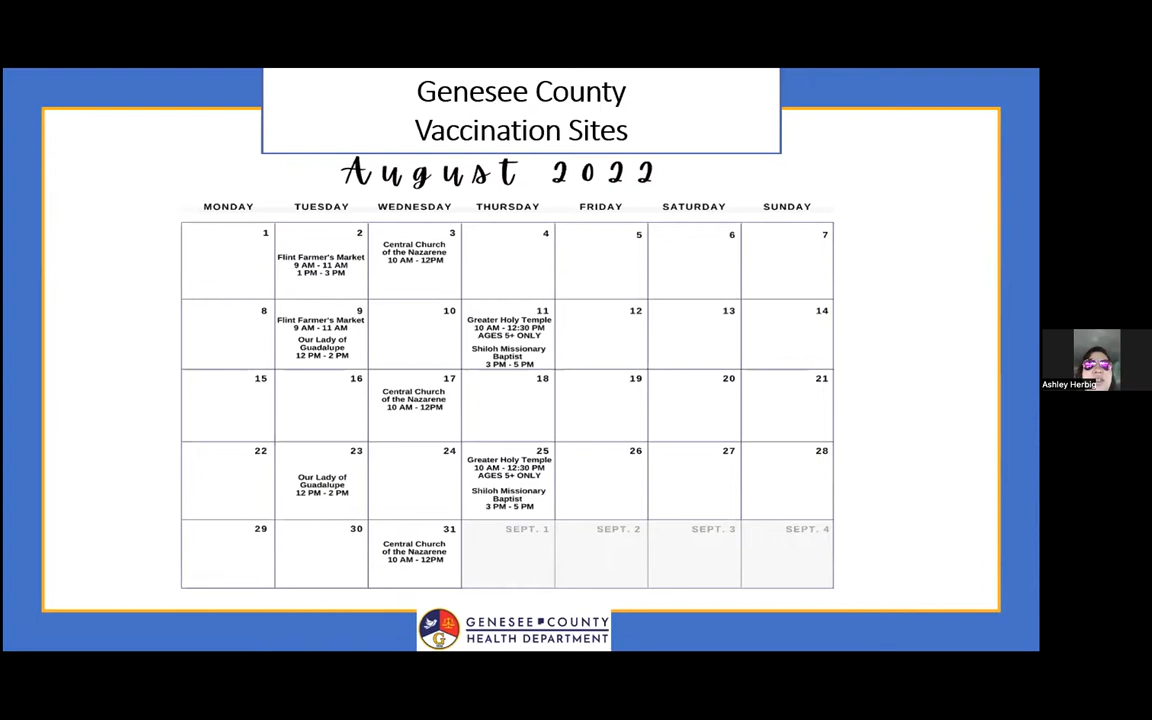 Genesee County
Vaccination Sites
August 2022
MONDAY TUESDAY WEDNESDAY THURSDAY FRIDAY SATURDAY SUNDAY
1
2
Flint Farmer's Market
9 AM - 11 AM
1 PM - 3 PM
3
Central Church
of the Nazarene
10 AM - 12PM
4
5
6
7
8
9
Flint Farmer's Market
9 AM - 11 AM
Our Lady of
Guadalupe
12 PM - 2 PM
10
11
Greater Holy Temple
10 AM - 12:30 PM
AGES 5+ ONLY
Shiloh Missionary
Baptist
3 PM - 5 PM
12
13
14
15
16
17
Central Church
of the Nazarene
10 AM - 12PM
18
19
20
21
22
23
Our Lady of
Guadalupe
12 PM - 2 PM
24
25
Greater Holy Temple
10 AM - 12:30 PM
AGES 5+ ONLY
Shiloh Missionary
Baptist
3 PM - 5 PM
26
27
28
29
30
31
Central Church
of the Nazarene
10 AM - 12PM
SEPT. 1
SEPT. 2
SEPT. 3
SEPT. 4
Ashley Herbig
G
GENESEE COUNTY
HEALTH DEPARTMENT